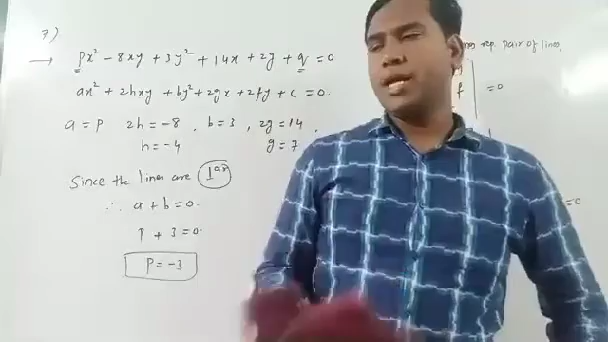 7)
→ px² - 8xy + 3y² + 14x + 2y + q = 0
rep. Pair of lines,
ax² + 2hxy + by² + 2gx + 2fy + c = 0.
f | = 0
a = p 2h = -8, b = 3, 2g = 14,
h = -4 g = 7
Since the lines are ⊥ar
∴ a + b = 0.
p + 3 = 0
P = -3